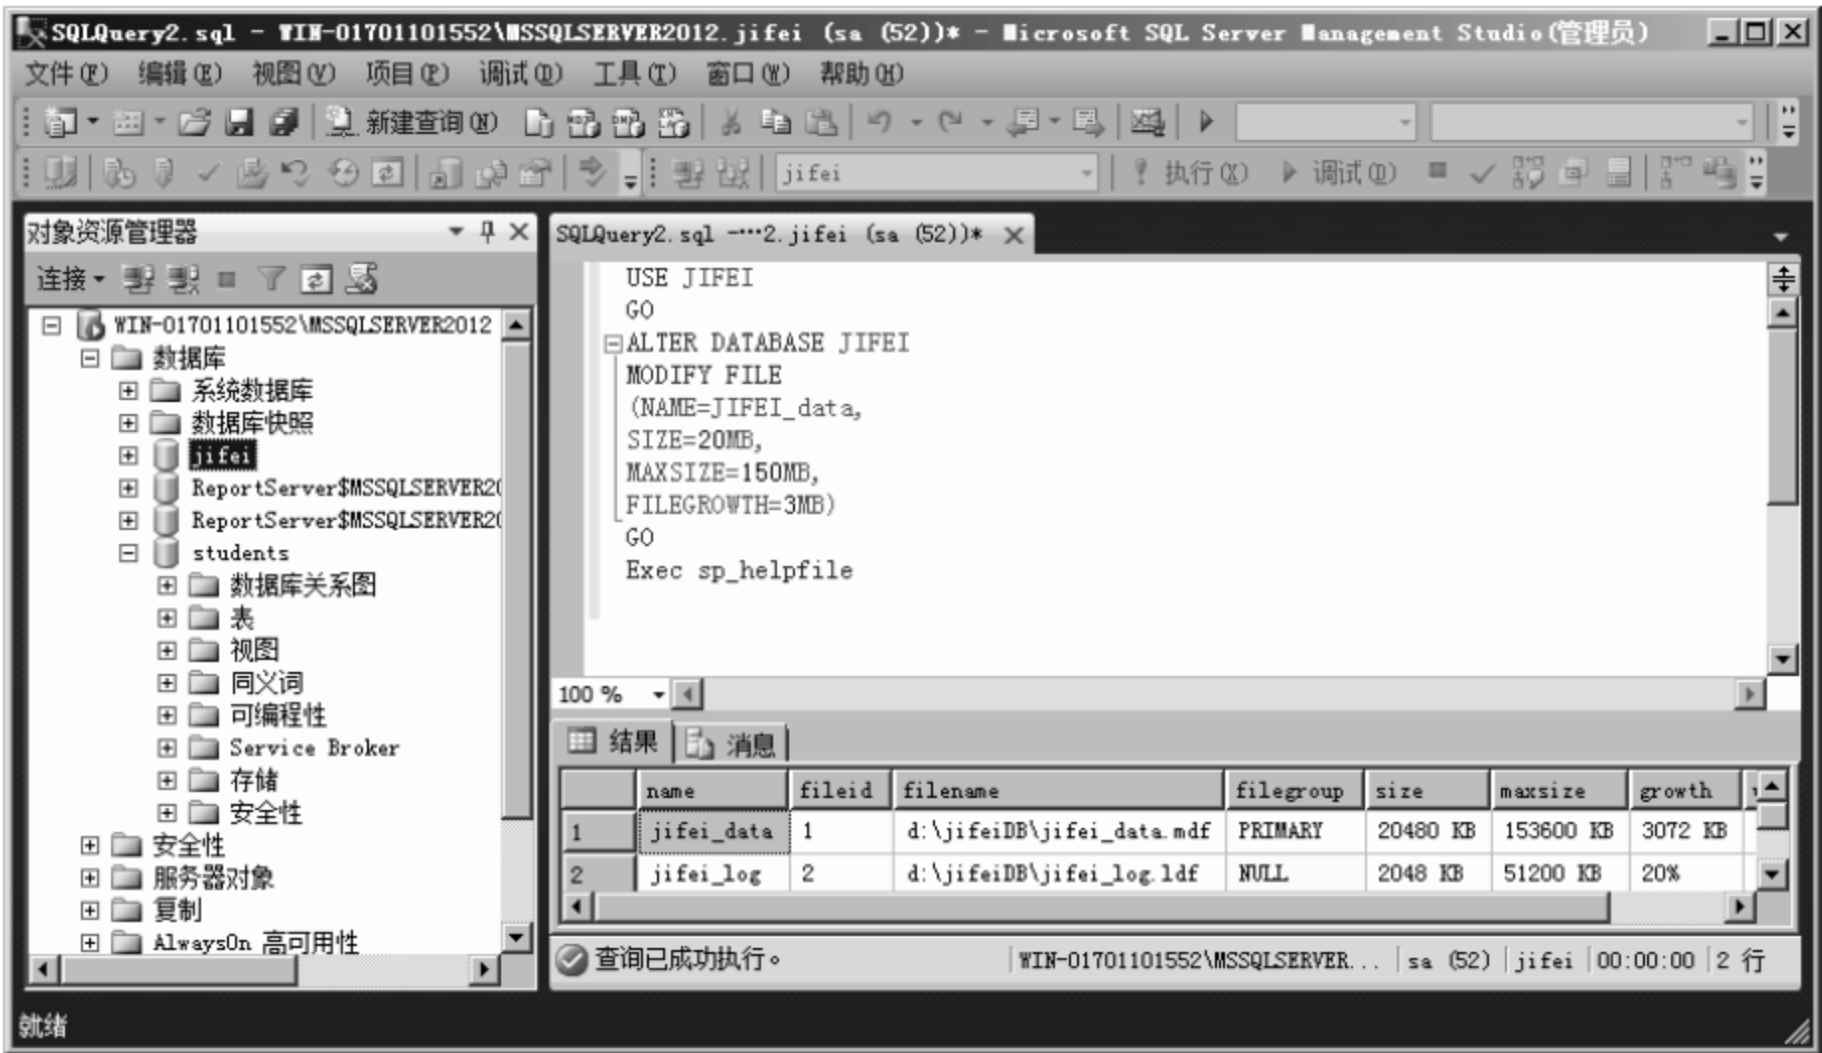 SQLQuery2.sql - WIN-01701101552\MSSQLSERVER2012.jifei (sa (52))* - Microsoft SQL Server Management Studio(管理员)
文件(F) 编辑(E) 视图(V) 项目(P) 调试(D) 工具(T) 窗口(W) 帮助(H)
新建查询(N)
jifei 执行(X) 调试(D)
对象资源管理器
连接
WIN-01701101552\MSSQLSERVER2012
数据库
系统数据库
数据库快照
jifei
ReportServer$MSSQLSERVER20
ReportServer$MSSQLSERVER20
students
数据库关系图
表
视图
同义词
可编程性
Service Broker
存储
安全性
安全性
服务器对象
复制
AlwaysOn 高可用性
SQLQuery2.sql -...2.jifei (sa (52))*
USE JIFEI
GO
ALTER DATABASE JIFEI
MODIFY FILE
(NAME=JIFEI_data,
SIZE=20MB,
MAXSIZE=150MB,
FILEGROWTH=3MB)
GO
Exec sp_helpfile
100 %
结果 消息
name fileid filename filegroup size maxsize growth
1 jifei_data 1 d:\jifeiDB\jifei_data.mdf PRIMARY 20480 KB 153600 KB 3072 KB
2 jifei_log 2 d:\jifeiDB\jifei_log.ldf NULL 2048 KB 51200 KB 20%
查询已成功执行。 WIN-01701101552\MSSQLSERVER... sa (52) jifei 00:00:00 2 行
就绪